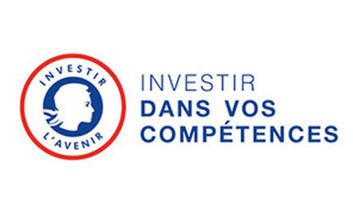 INVESTIR
L'AVENIR
INVESTIR
DANS VOS
COMPÉTENCES